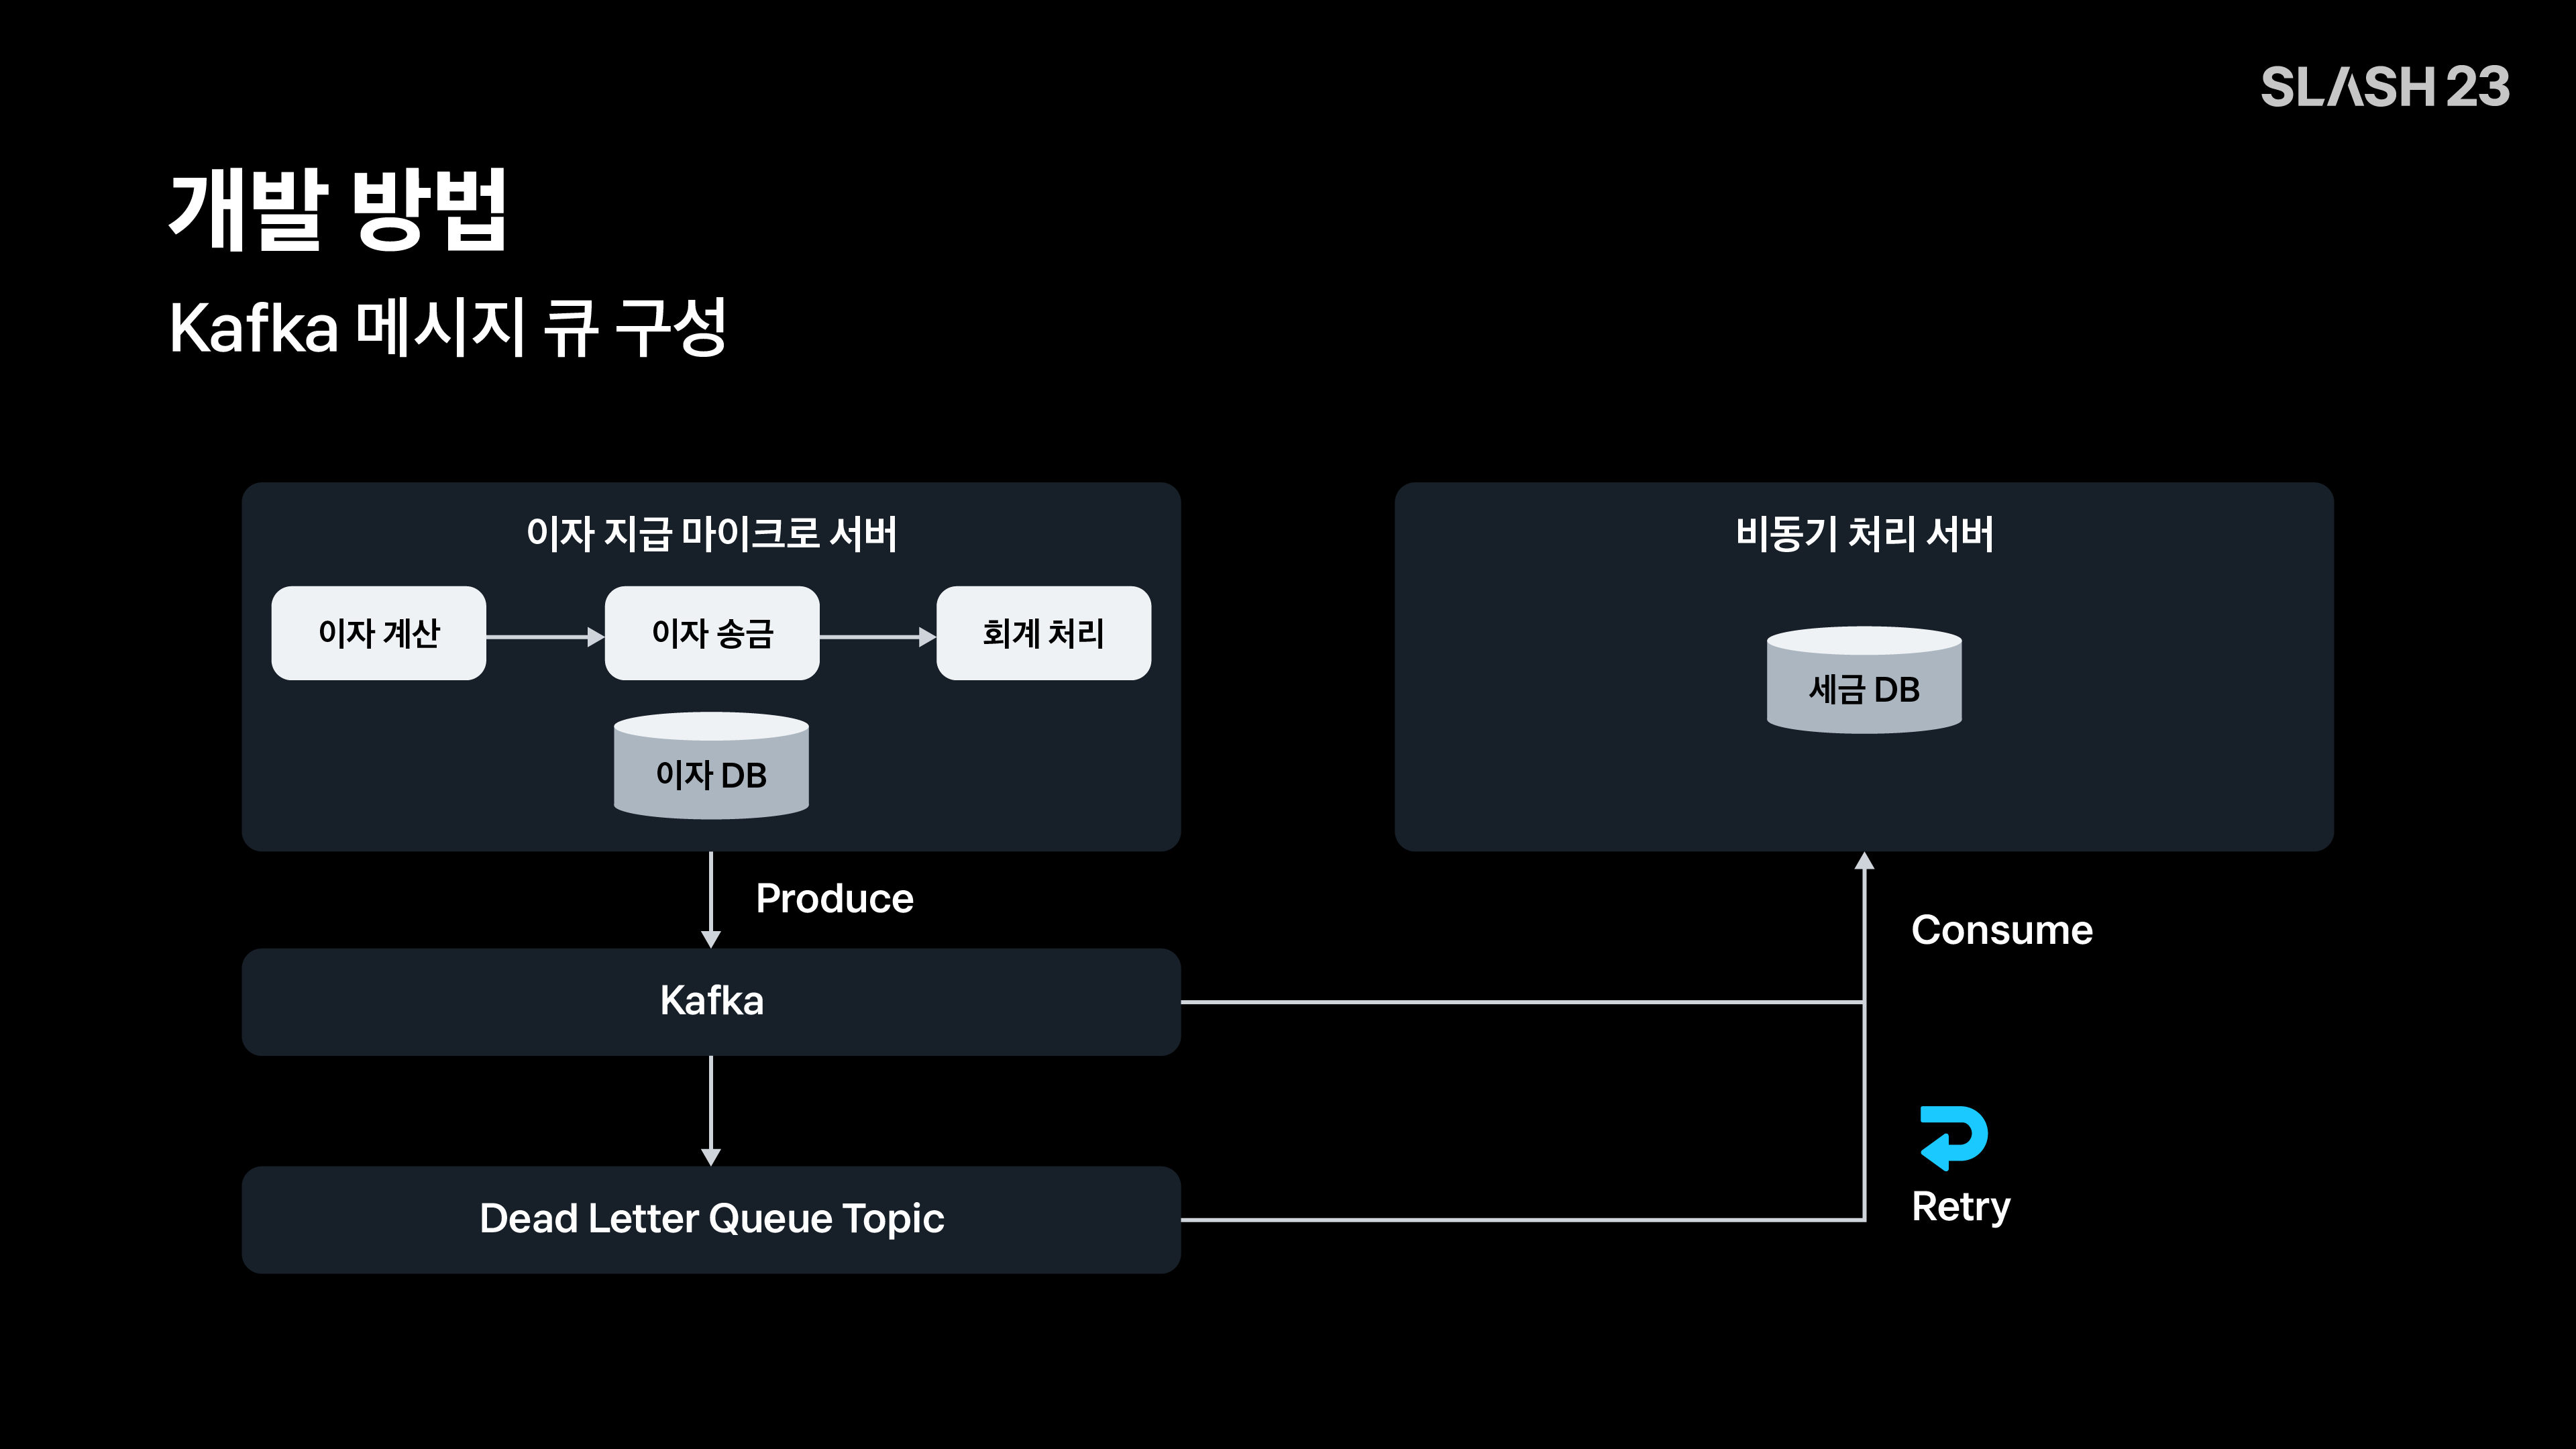 SLASH 23
개발 방법
Kafka 메시지 큐 구성
이자 지급 마이크로 서버
이자 계산
이자 송금
회계 처리
이자 DB
비동기 처리 서버
세금 DB
Produce
Consume
Kafka
Retry
Dead Letter Queue Topic